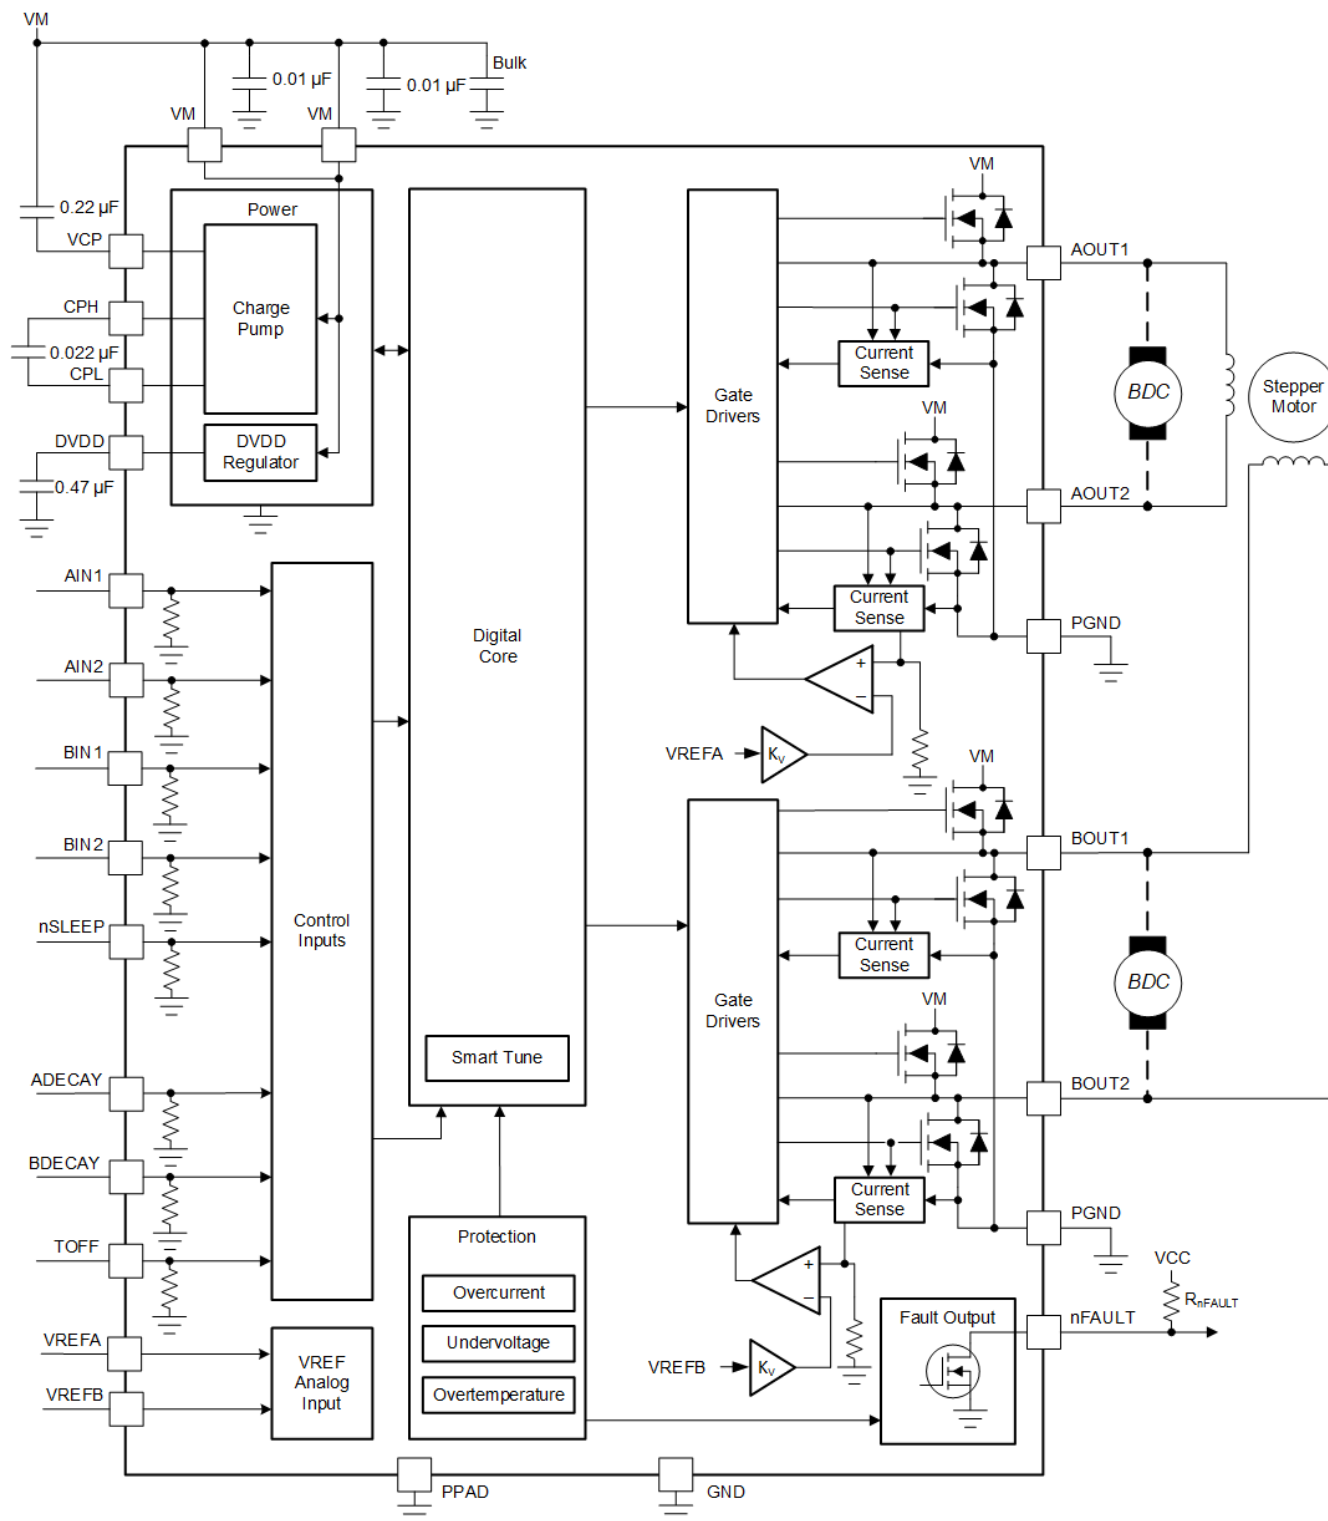 VM
0.01 µF
0.01 µF
Bulk
VM
VM
0.22 µF
VCP
CPH
0.022 µF
CPL
DVDD
0.47 µF
Power
Charge
Pump
DVDD
Regulator
AIN1
AIN2
BIN1
BIN2
nSLEEP
ADECAY
BDECAY
TOFF
VREFA
VREFB
Control
Inputs
VREF
Analog
Input
Digital
Core
Smart Tune
Protection
Overcurrent
Undervoltage
Overtemperature
Gate
Drivers
VM
Current
Sense
VM
Current
Sense
+
−
VREFA
KV
AOUT1
BDC
Stepper
Motor
AOUT2
PGND
Gate
Drivers
VM
Current
Sense
VM
Current
Sense
+
−
VREFB
KV
BOUT1
BDC
BOUT2
PGND
VCC
RnFAULT
nFAULT
Fault Output
PPAD
GND